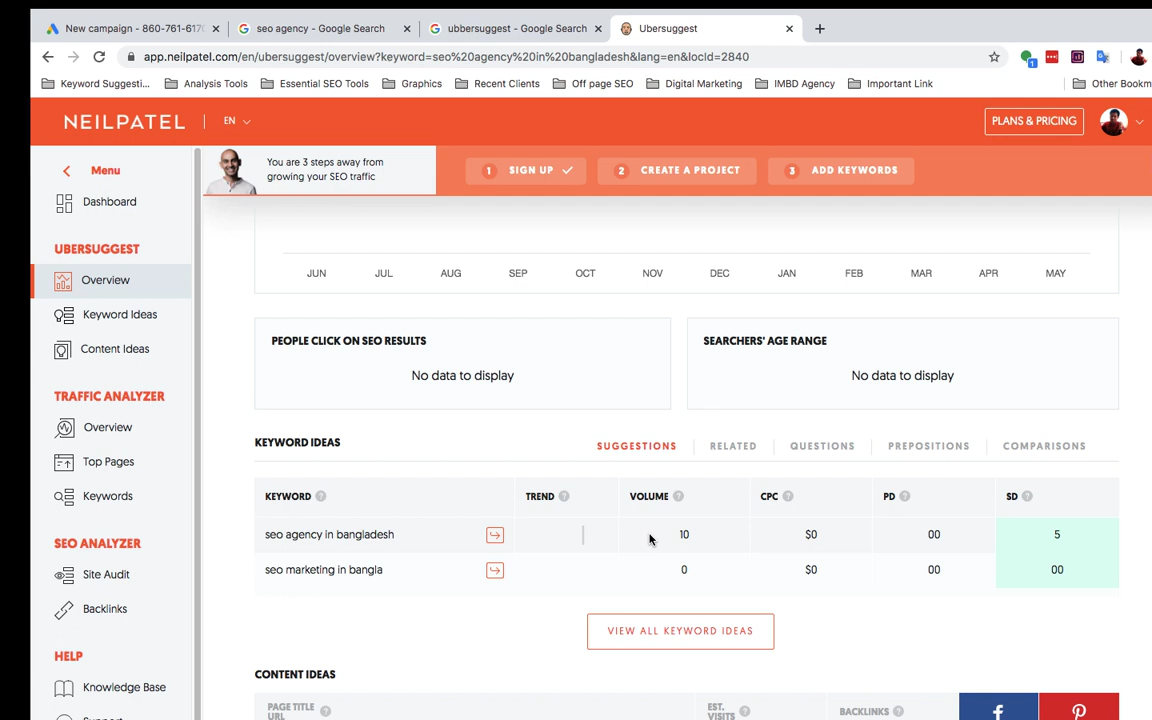 New campaign - 860-761-617
seo agency - Google Search
ubbersuggest - Google Search
Ubersuggest
app.neilpatel.com/en/ubersuggest/overview?keyword=seo%20agency%20in%20bangladesh&lang=en&locId=2840
1
Keyword Suggesti...
Analysis Tools
Essential SEO Tools
Graphics
Recent Clients
Off page SEO
Digital Marketing
IMBD Agency
Important Link
Other Bookm
NEILPATEL
EN
PLANS & PRICING
Menu
You are 3 steps away from
growing your SEO traffic
1 SIGN UP
2 CREATE A PROJECT
3 ADD KEYWORDS
Dashboard
UBERSUGGEST
Overview
Keyword Ideas
Content Ideas
TRAFFIC ANALYZER
Overview
Top Pages
Keywords
SEO ANALYZER
Site Audit
Backlinks
HELP
Knowledge Base
JUN JUL AUG SEP OCT NOV DEC JAN FEB MAR APR MAY
PEOPLE CLICK ON SEO RESULTS
No data to display
SEARCHERS' AGE RANGE
No data to display
KEYWORD IDEAS
SUGGESTIONS RELATED QUESTIONS PREPOSITIONS COMPARISONS
KEYWORD ? TREND ? VOLUME ? CPC ? PD ? SD ?
seo agency in bangladesh 10 $0 00 5
seo marketing in bangla 0 $0 00 00
VIEW ALL KEYWORD IDEAS
CONTENT IDEAS
PAGE TITLE
URL ?
EST.
VISITS ?
BACKLINKS ?